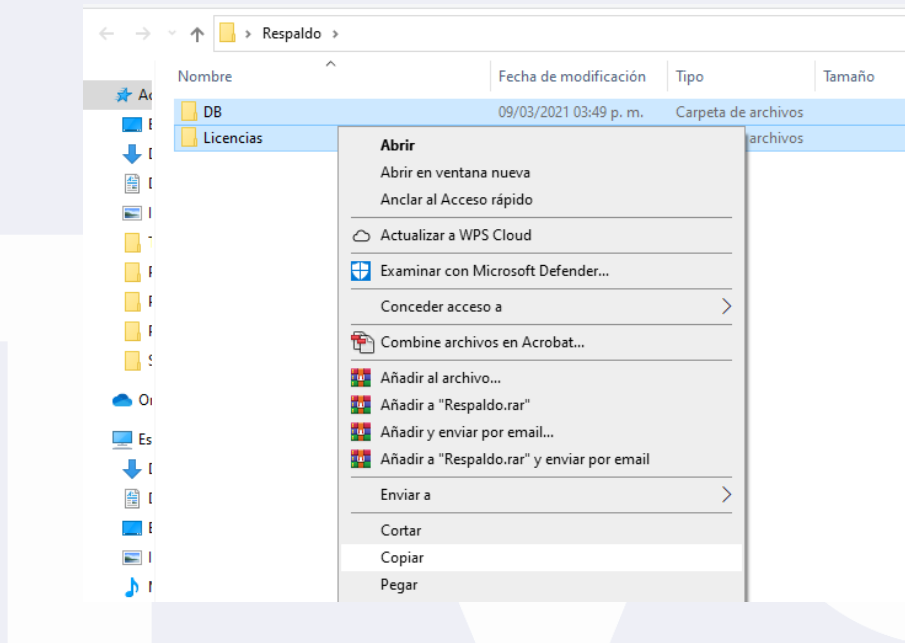 Respaldo
Nombre Fecha de modificación Tipo Tamaño
DB 09/03/2021 03:49 p. m. Carpeta de archivos
Licencias archivos
Abrir
Abrir en ventana nueva
Anclar al Acceso rápido
Actualizar a WPS Cloud
Examinar con Microsoft Defender...
Conceder acceso a
Combine archivos en Acrobat...
Añadir al archivo...
Añadir a "Respaldo.rar"
Añadir y enviar por email...
Añadir a "Respaldo.rar" y enviar por email
Enviar a
Cortar
Copiar
Pegar